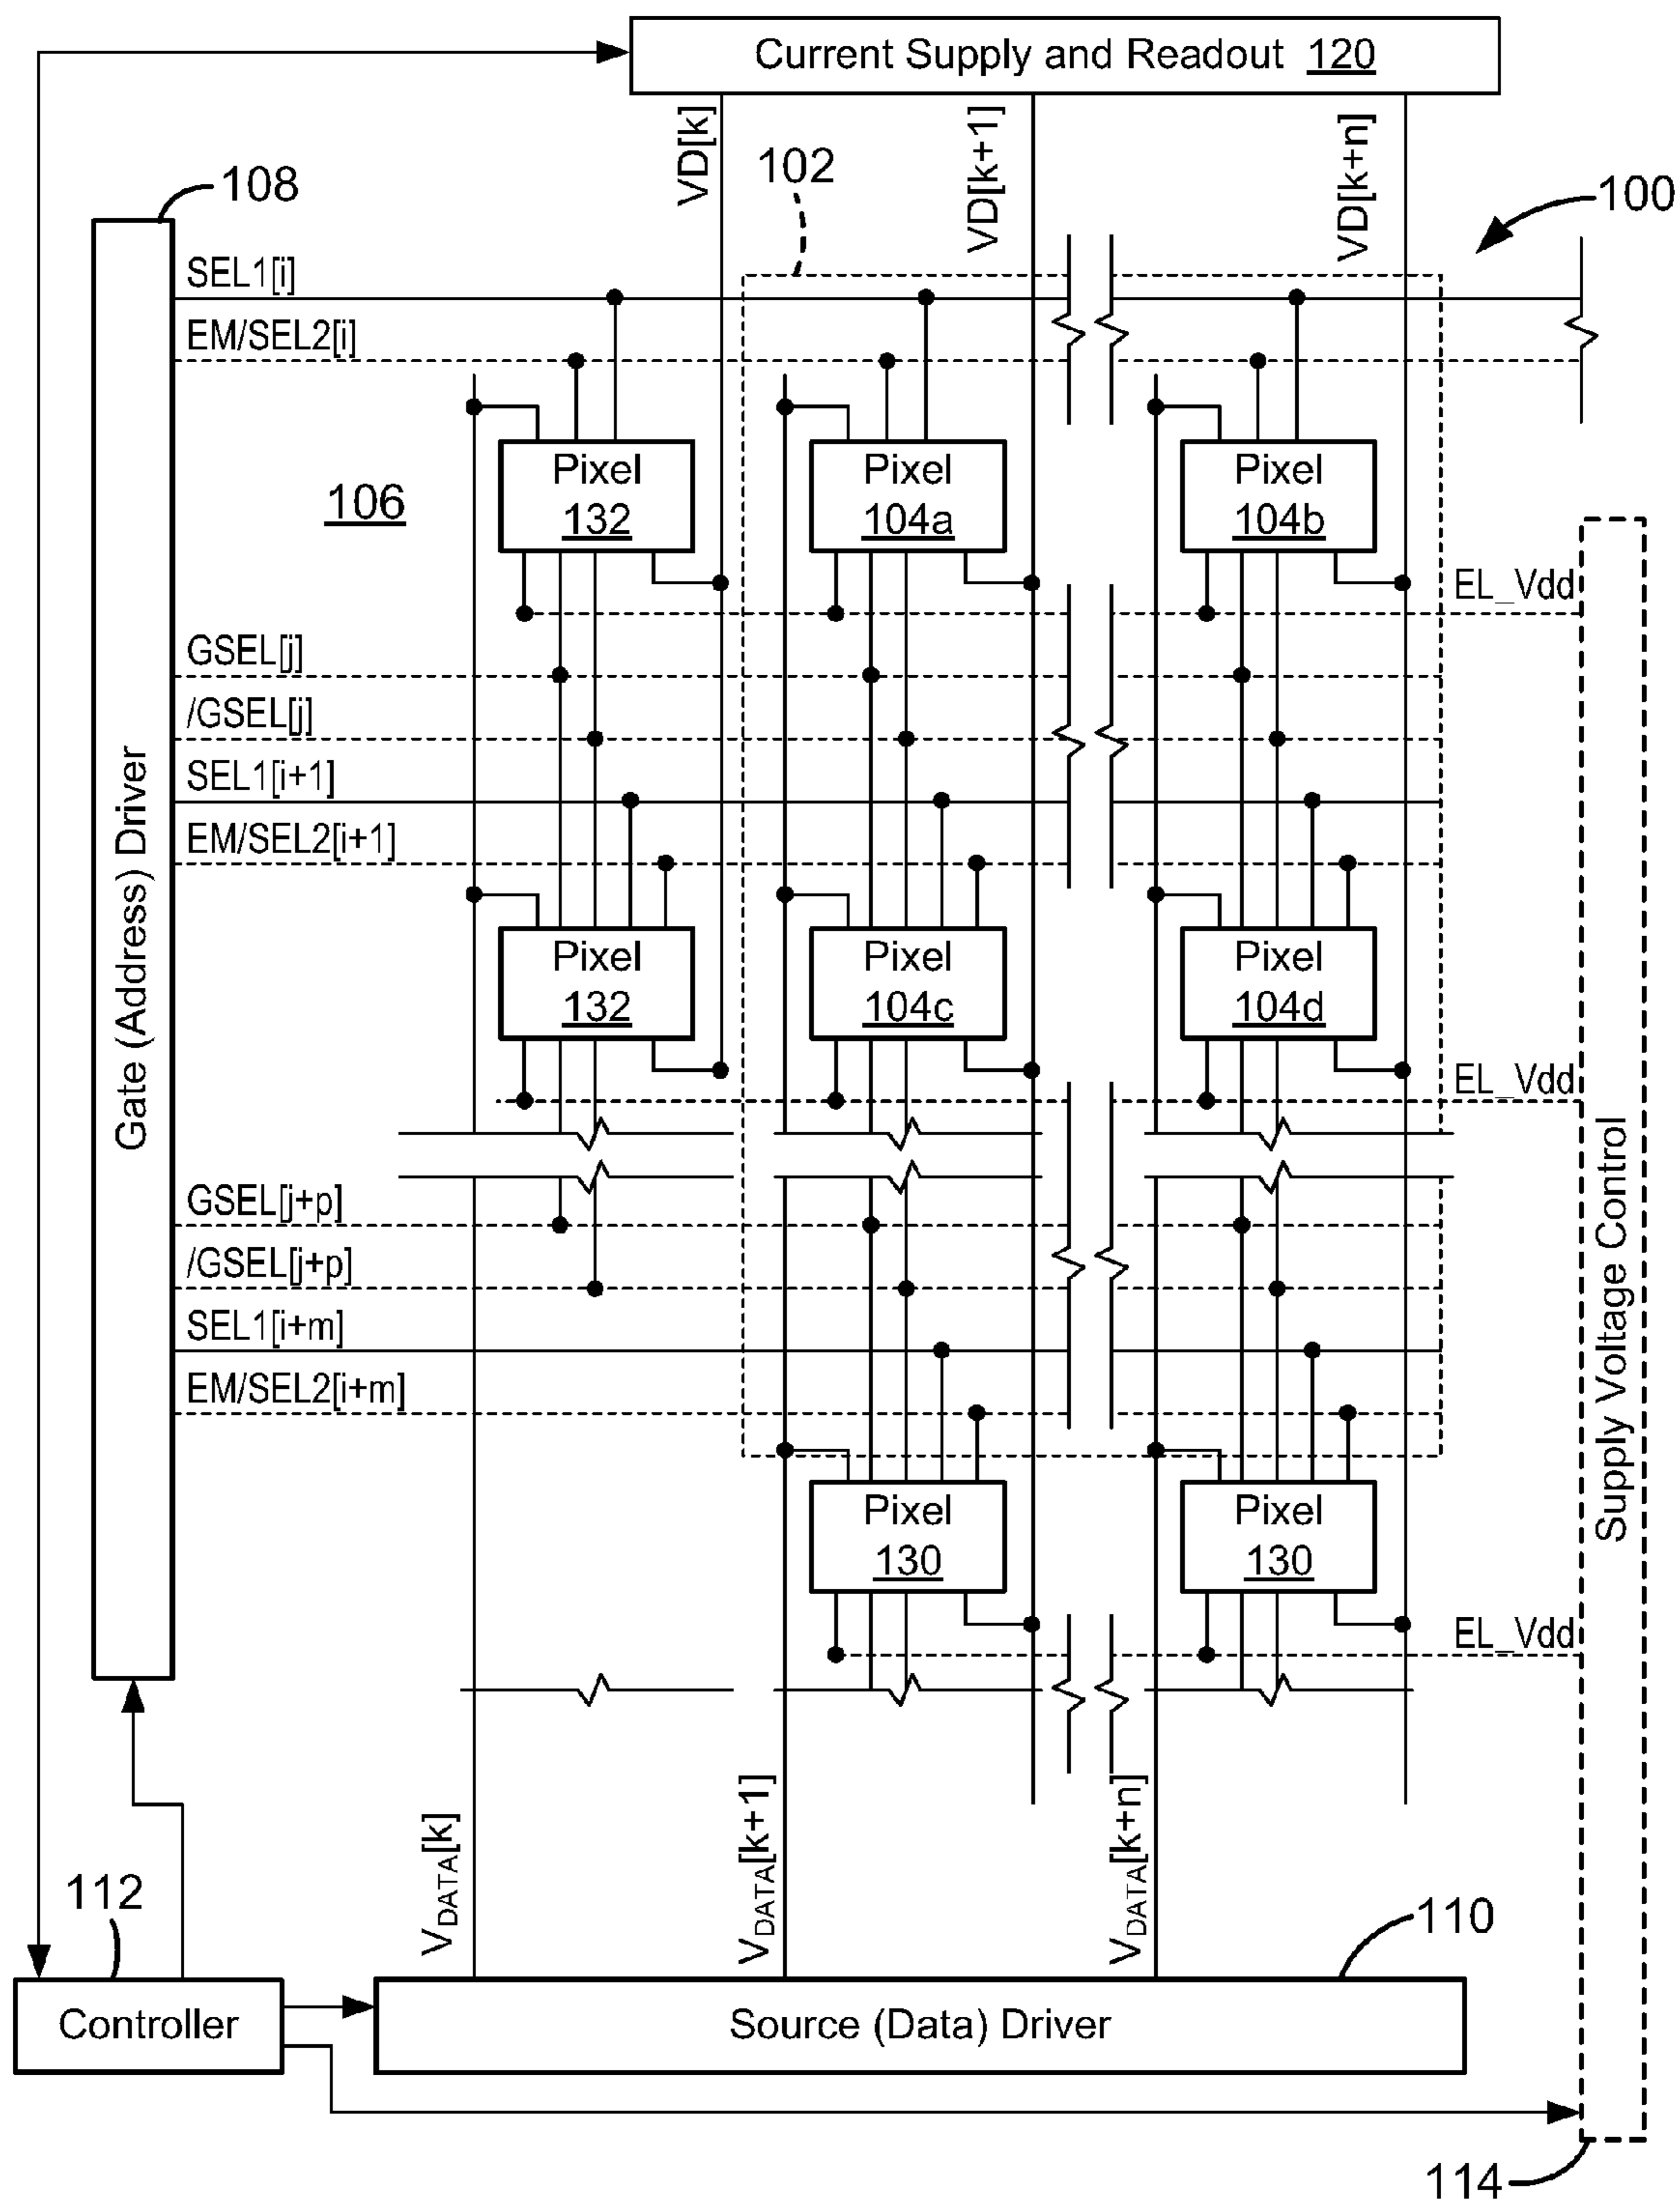 Current Supply and Readout 120
VD[k]
VD[k+1]
VD[k+n]
102
108
100
SEL1[i]
EM/SEL2[i]
106
Pixel
132
Pixel
104a
Pixel
104b
EL_Vdd
GSEL[j]
/GSEL[j]
SEL1[i+1]
EM/SEL2[i+1]
Gate (Address) Driver
Pixel
132
Pixel
104c
Pixel
104d
EL_Vdd
Supply Voltage Control
GSEL[j+p]
/GSEL[j+p]
SEL1[i+m]
EM/SEL2[i+m]
Pixel
130
Pixel
130
EL_Vdd
VDATA[k]
VDATA[k+1]
VDATA[k+n]
112
110
Controller
Source (Data) Driver
114